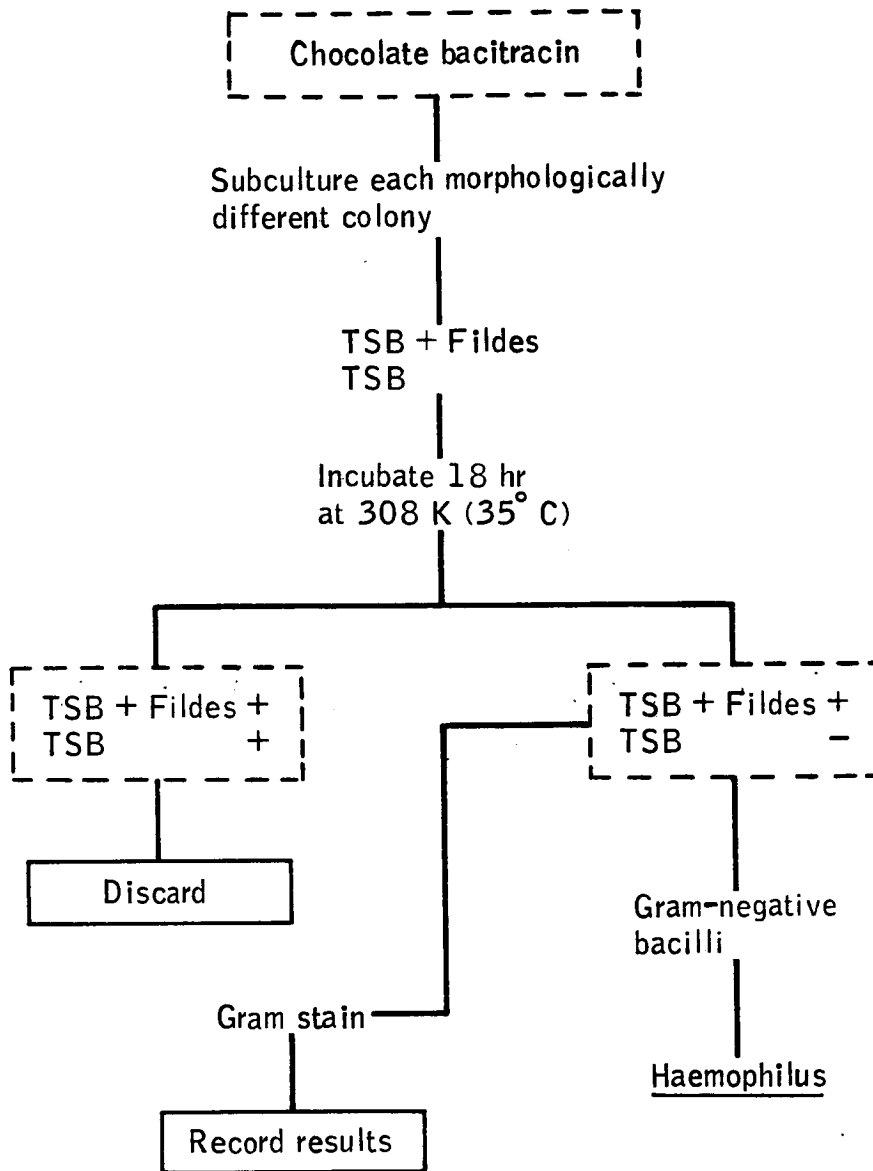 Chocolate bacitracin
Subculture each morphologically
different colony
TSB + Fildes
TSB
Incubate 18 hr
at 308 K (35° C)
TSB + Fildes +
TSB +
TSB + Fildes +
TSB −
Discard
Gram-negative
bacilli
Gram stain
Haemophilus
Record results